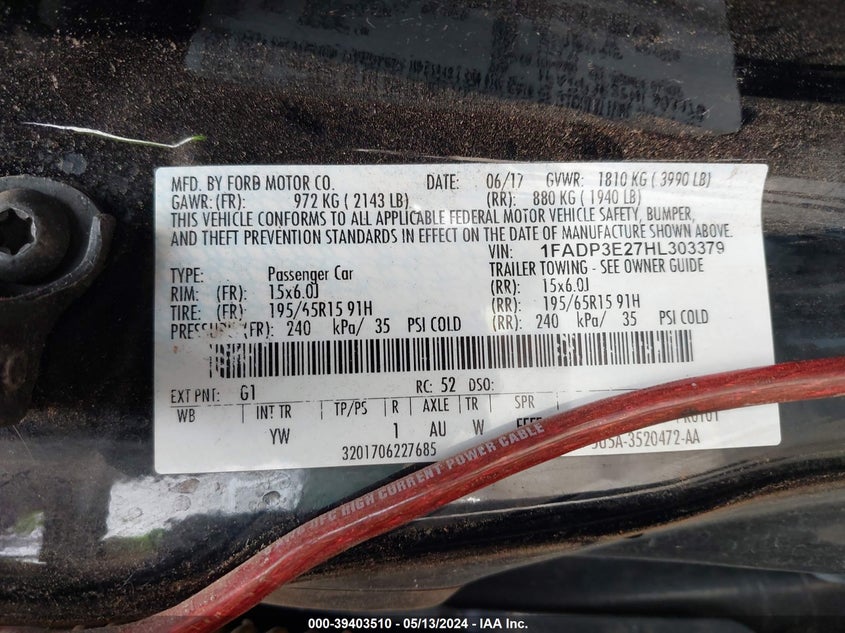 MFD. BY FORD MOTOR CO. DATE: 06/17 GVWR: 1810 KG ( 3990 LB)
GAWR: (FR): 972 KG ( 2143 LB) (RR): 880 KG ( 1940 LB)
THIS VEHICLE CONFORMS TO ALL APPLICABLE FEDERAL MOTOR VEHICLE SAFETY, BUMPER,
AND THEFT PREVENTION STANDARDS IN EFFECT ON THE DATE OF MANUFACTURE SHOWN ABOVE.
VIN: 1FADP3E27HL303379
TYPE: Passenger Car TRAILER TOWING - SEE OWNER GUIDE
RIM: (FR): 15x6.0J (RR): 15x6.0J
TIRE: (FR): 195/65R15 91H (RR): 195/65R15 91H
PRESSURE (FR): 240 kPa/ 35 PSI COLD (RR): 240 kPa/ 35 PSI COLD
EXT PNT: G1 RC: 52 DSO:
WB INT TR TP/PS R AXLE TR SPR
YW 1 AU W
3201706227685 5U5A-3520472-AA
HIGH CURRENT POWER CABLE
000-39403510 - 05/13/2024 - IAA Inc.